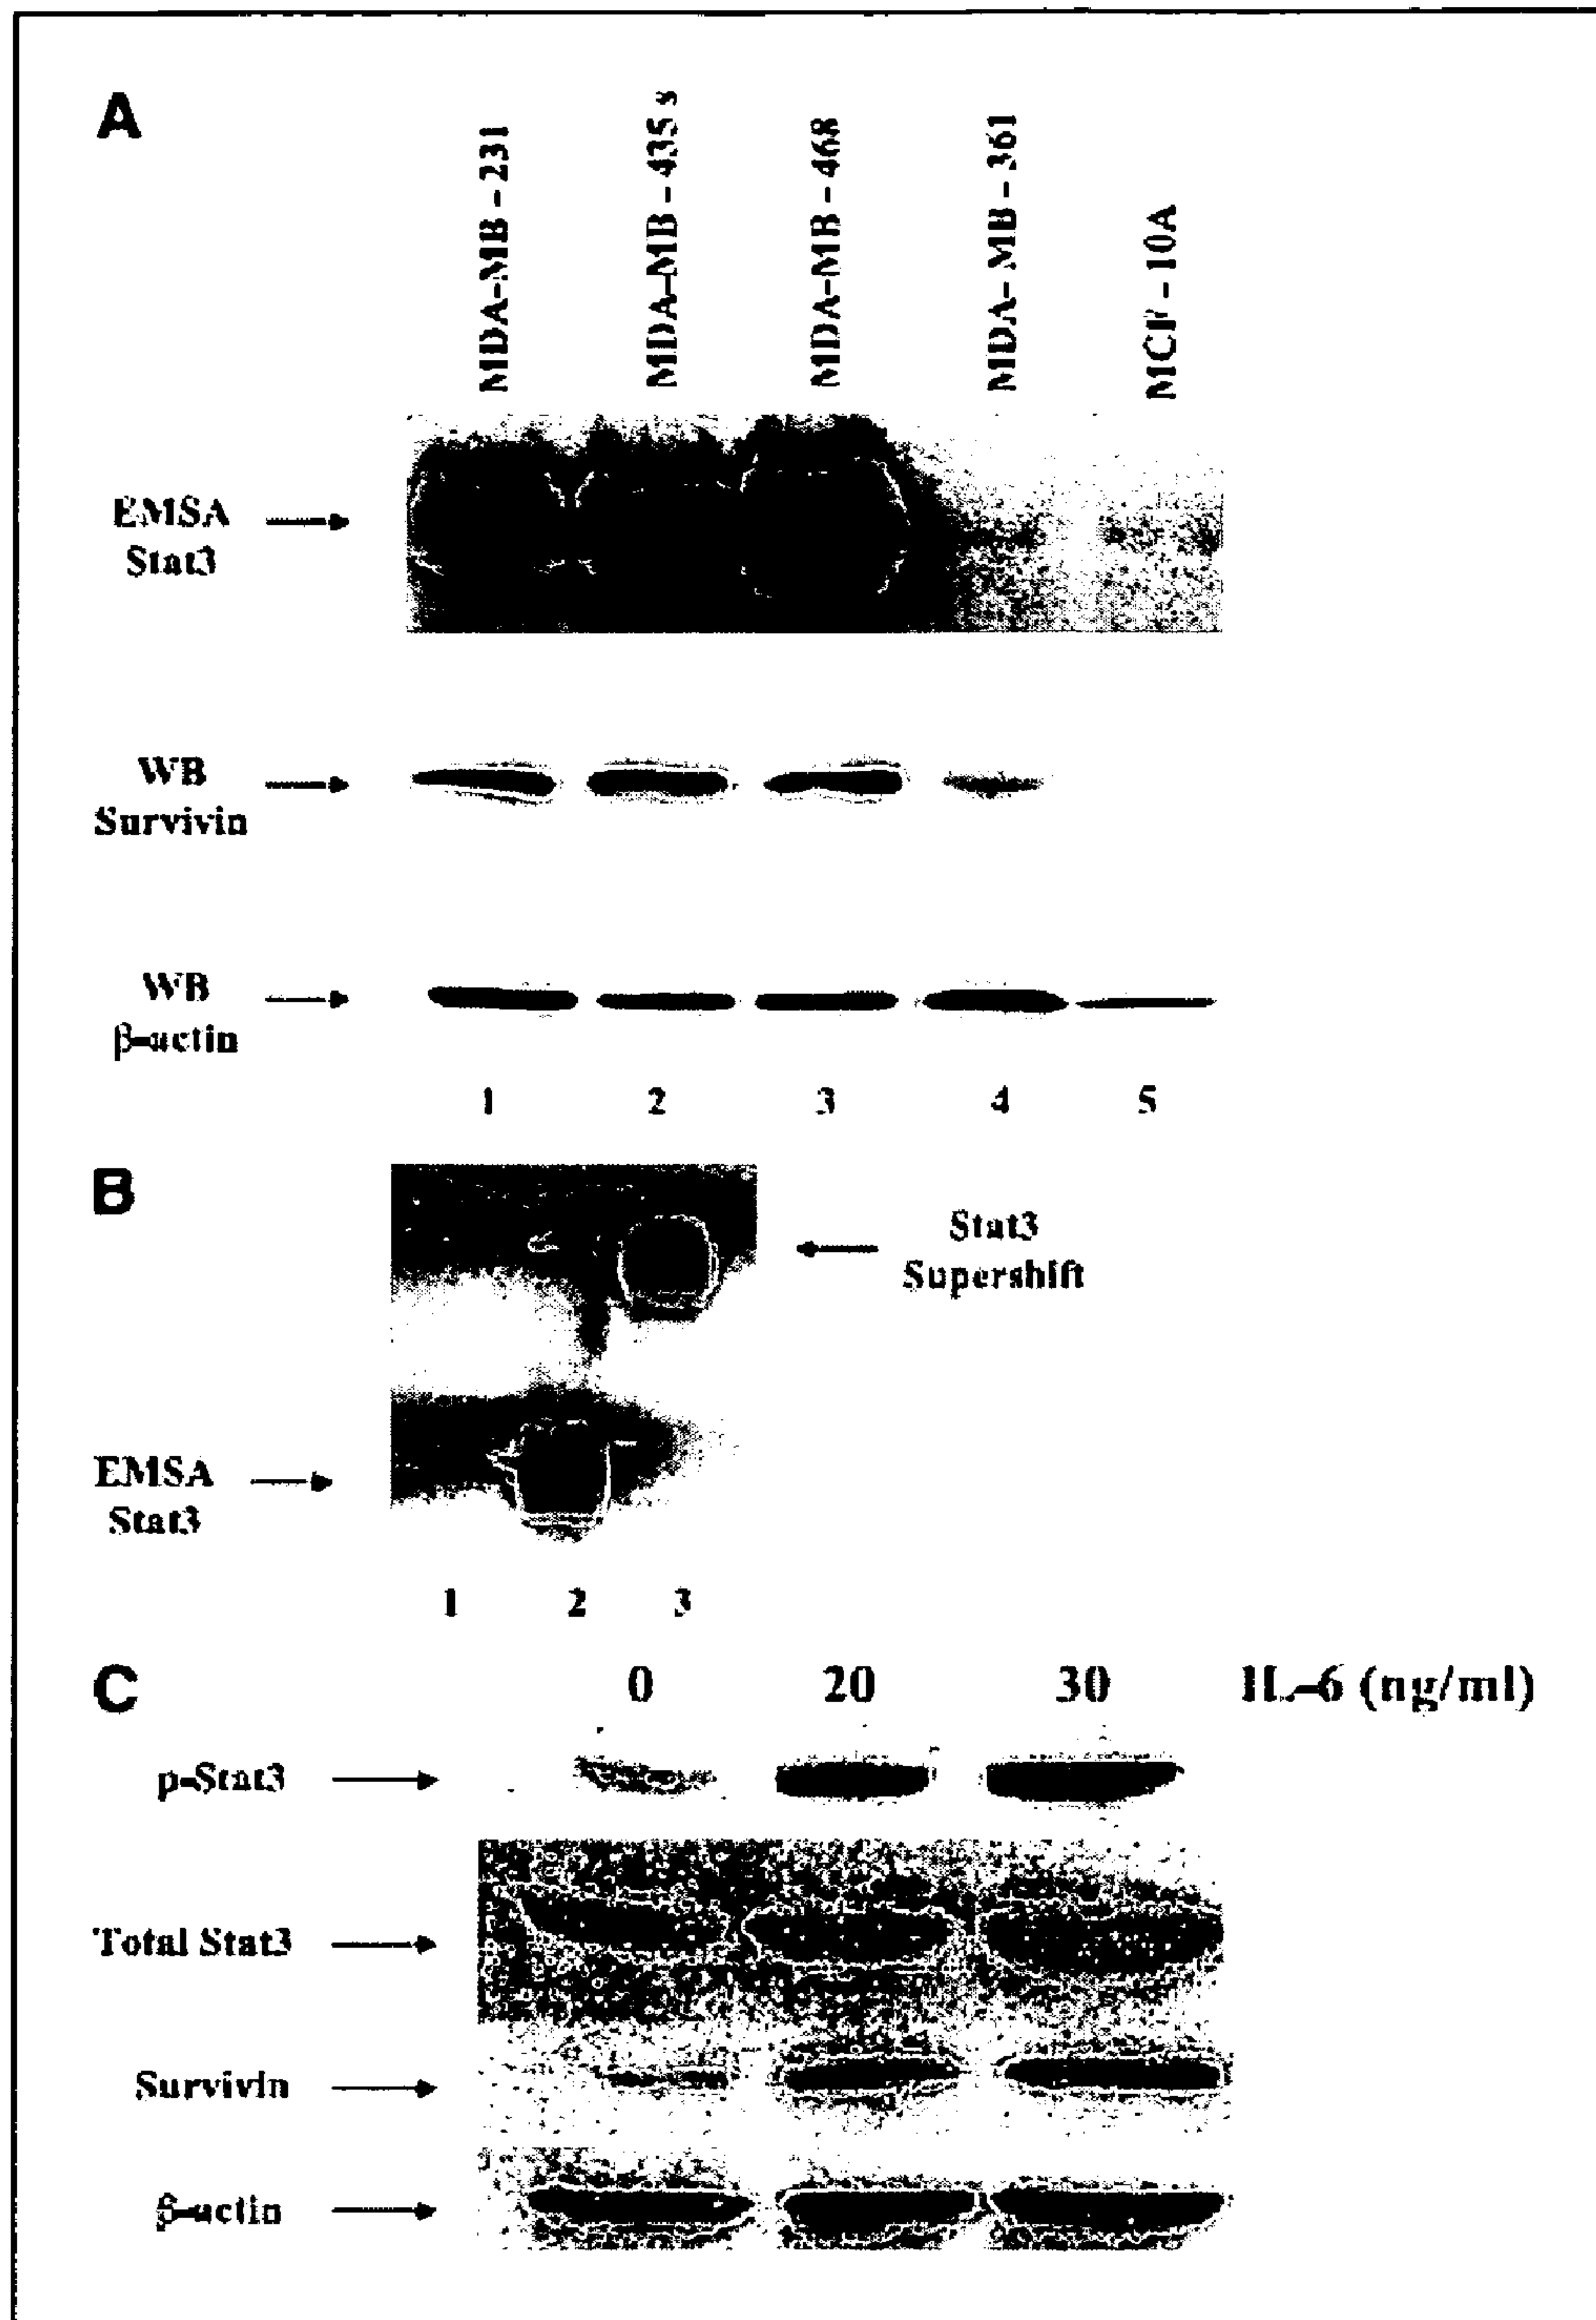 A
MDA-MB-231
MDA-MB-435 s
MDA-MB-468
MDA-MB-361
MCF-10A
EMSA
Stat3
WB
Survivin
WB
β-actin
1 2 3 4 5
B
Stat3
Supershift
EMSA
Stat3
1 2 3
C
0 20 30 IL-6 (ng/ml)
p-Stat3
Total Stat3
Survivin
β-actin